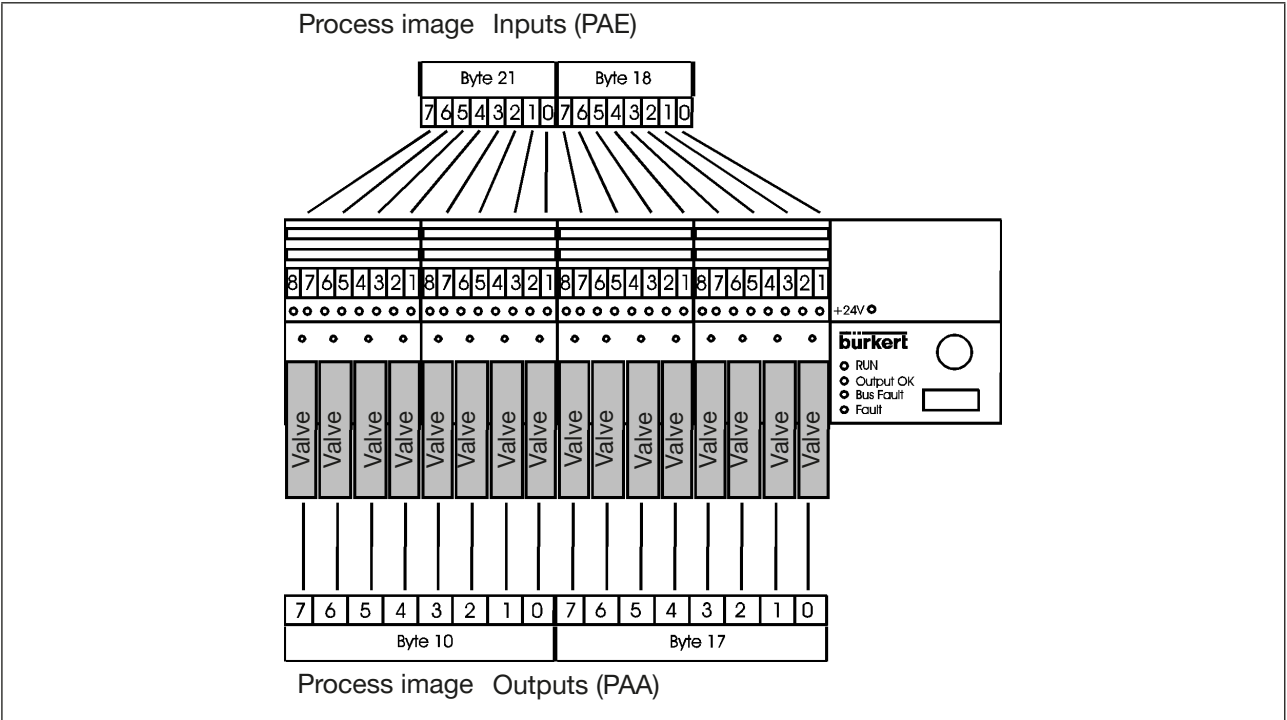 Process image Inputs (PAE)
Byte 21 Byte 18
7 6 5 4 3 2 1 0 7 6 5 4 3 2 1 0
8 7 6 5 4 3 2 1 8 7 6 5 4 3 2 1 8 7 6 5 4 3 2 1 8 7 6 5 4 3 2 1
+24V
bürkert
RUN
Output OK
Bus Fault
Fault
Valve Valve Valve Valve Valve Valve Valve Valve Valve Valve Valve Valve Valve Valve Valve Valve
7 6 5 4 3 2 1 0 7 6 5 4 3 2 1 0
Byte 10 Byte 17
Process image Outputs (PAA)